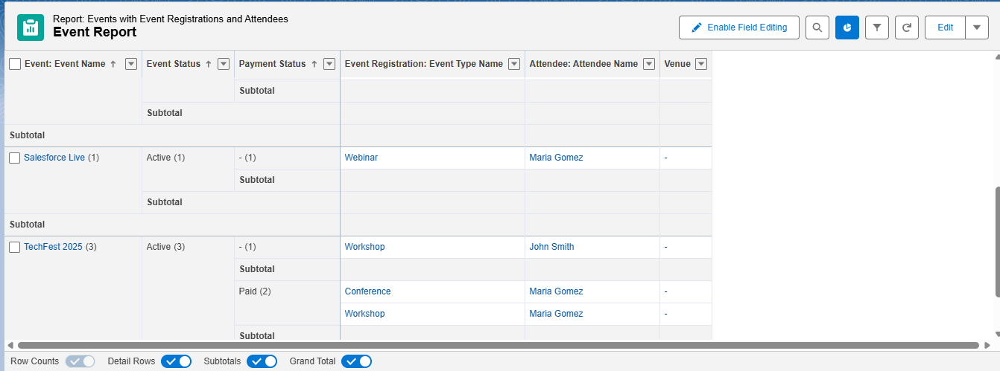 Report: Events with Event Registrations and Attendees
Event Report
Enable Field Editing
Edit
Event: Event Name Event Status Payment Status Event Registration: Event Type Name Attendee: Attendee Name Venue
Subtotal
Subtotal
Subtotal
Salesforce Live (1) Active (1) - (1) Webinar Maria Gomez -
Subtotal
Subtotal
Subtotal
TechFest 2025 (3) Active (3) - (1) Workshop John Smith -
Subtotal
Paid (2) Conference Maria Gomez -
Workshop Maria Gomez -
Subtotal
Row Counts Detail Rows Subtotals Grand Total